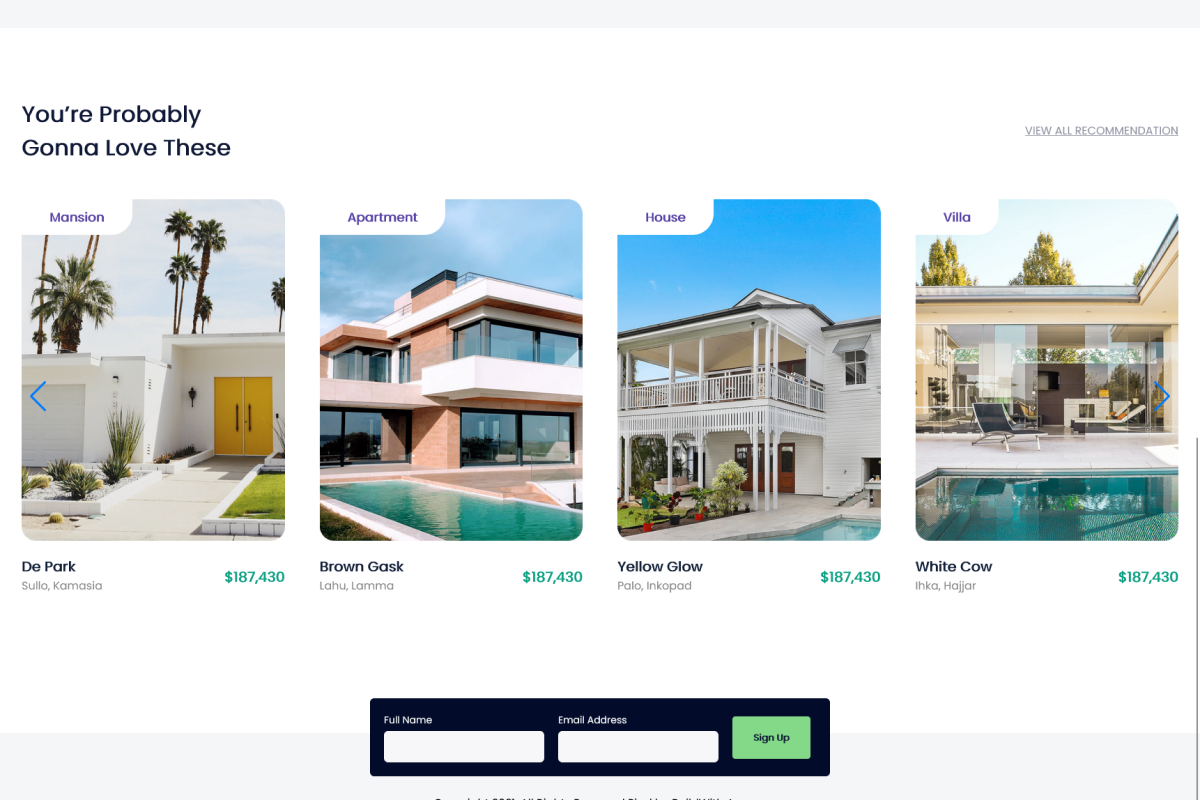 You're Probably
Gonna Love These
VIEW ALL RECOMMENDATION
Mansion
Apartment
House
Villa
De Park
Sullo, Kamasia
$187,430
Brown Gask
Lahu, Lamma
$187,430
Yellow Glow
Palo, Inkopad
$187,430
White Cow
Ihka, Hajjar
$187,430
Full Name
Email Address
Sign Up